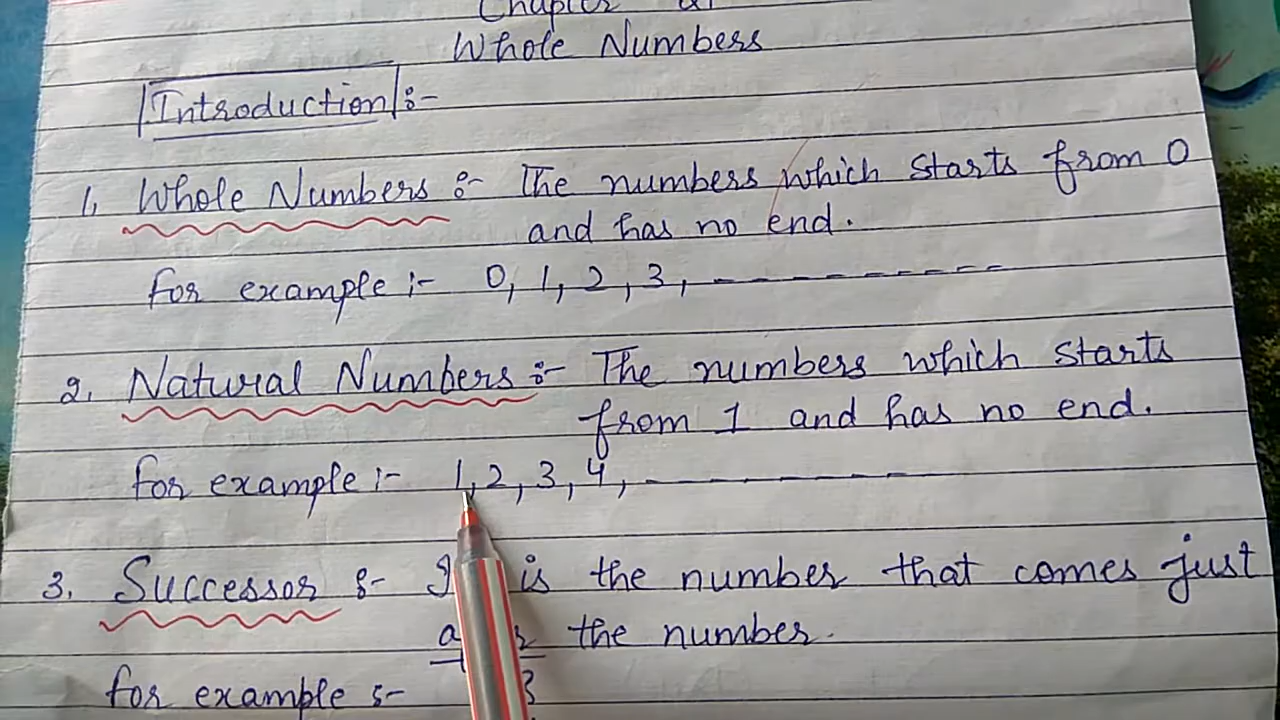 Chapter
Whole Numbers
Introduction :-
1. Whole Numbers :- The numbers which starts from 0
and has no end.
for example :- 0, 1, 2, 3, ----------
2. Natural Numbers :- The numbers which starts
from 1 and has no end.
for example :- 1, 2, 3, 4, ----------
3. Successor :- is the number that comes just
the number.
for example :- 3